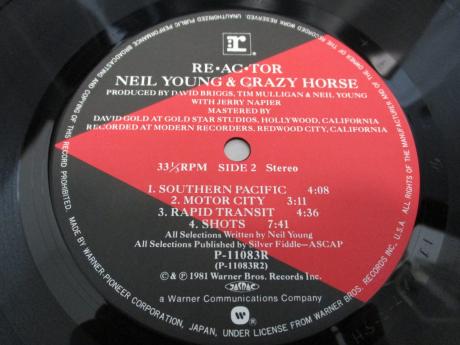 UNAUTHORIZED PUBLIC PERFORMANCE BROADCASTING AND COPYING OF THIS RECORD PROHIBITED.
ALL RIGHTS OF THE MANUFACTURER AND OF THE OWNER OF THE RECORDED WORK RESERVED.
RE•AC•TOR
NEIL YOUNG & CRAZY HORSE
PRODUCED BY DAVID BRIGGS, TIM MULLIGAN & NEIL YOUNG
WITH JERRY NAPIER
MASTERED BY
DAVID GOLD AT GOLD STAR STUDIOS, HOLLYWOOD, CALIFORNIA
RECORDED AT MODERN RECORDERS, REDWOOD CITY, CALIFORNIA
33⅓RPM SIDE 2 Stereo
1. SOUTHERN PACIFIC 4:08
2. MOTOR CITY 3:11
3. RAPID TRANSIT 4:36
4. SHOTS 7:41
All Selections Written by Neil Young
All Selections Published by Silver Fiddle—ASCAP
P-11083R
(P-11083R2)
© & ℗ 1981 Warner Bros. Records Inc.
JASRAC
a Warner Communications Company
MADE BY WARNER-PIONEER CORPORATION, JAPAN, UNDER LICENSE FROM WARNER BROS. RECORDS INC. U.S.A.